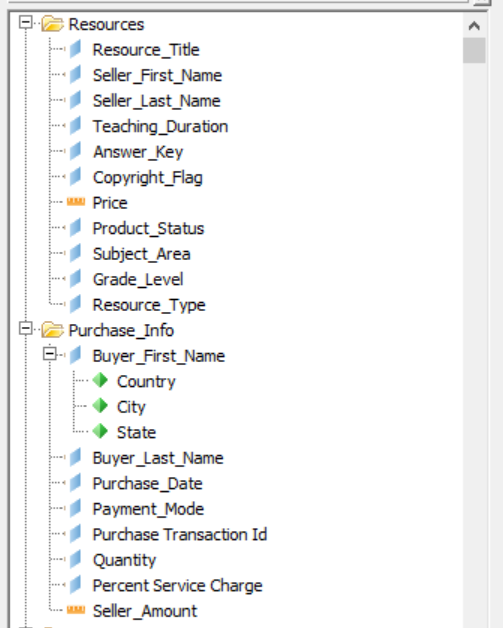 Resources
Resource_Title
Seller_First_Name
Seller_Last_Name
Teaching_Duration
Answer_Key
Copyright_Flag
Price
Product_Status
Subject_Area
Grade_Level
Resource_Type
Purchase_Info
Buyer_First_Name
Country
City
State
Buyer_Last_Name
Purchase_Date
Payment_Mode
Purchase Transaction Id
Quantity
Percent Service Charge
Seller_Amount